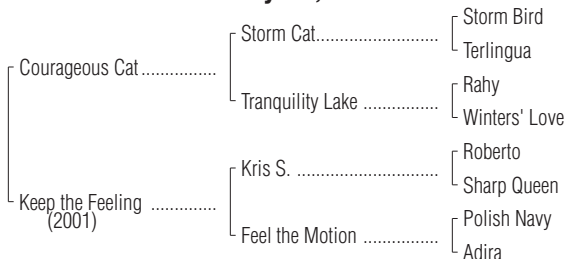 Storm Bird
Storm Cat
Terlingua
Courageous Cat
Rahy
Tranquility Lake
Winters' Love
Roberto
Kris S.
Sharp Queen
Keep the Feeling
(2001)
Polish Navy
Feel the Motion
Adira